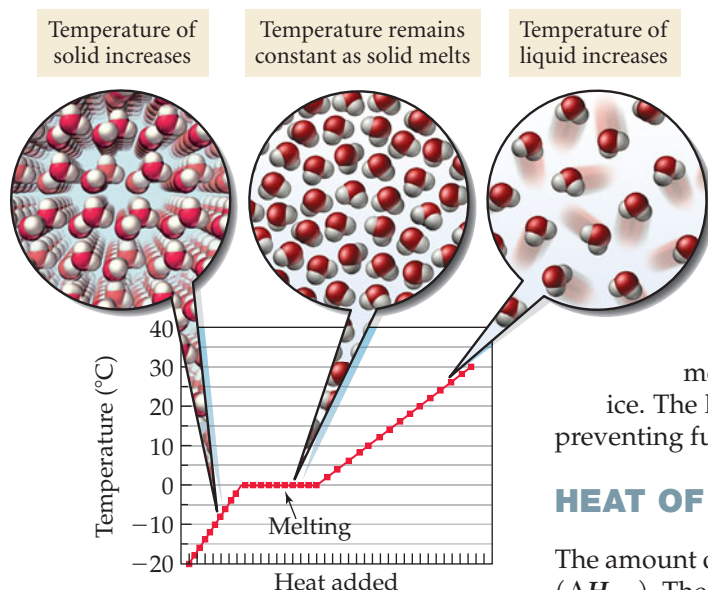 Temperature of
solid increases
Temperature remains
constant as solid melts
Temperature of
liquid increases
40
30
20
10
0
−10
−20
Temperature (°C)
Melting
Heat added
ice. The
preventing
HEAT OF
The amount